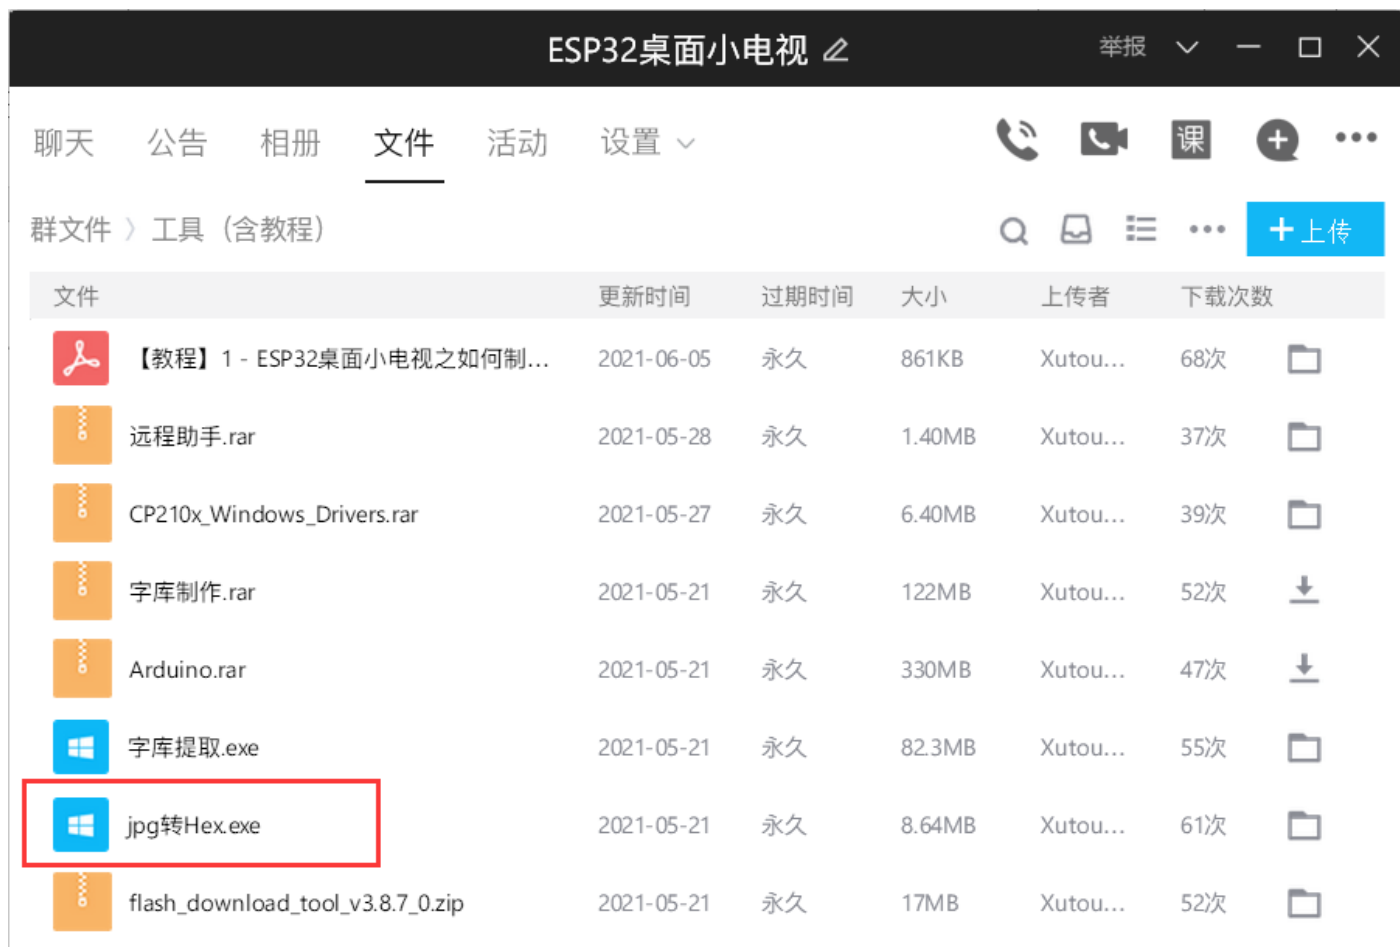 ESP32桌面小电视 举报
聊天 公告 相册 文件 活动 设置 课
群文件 〉 工具（含教程） + 上传
文件 更新时间 过期时间 大小 上传者 下载次数
【教程】1 - ESP32桌面小电视之如何制... 2021-06-05 永久 861KB Xutou... 68次
远程助手.rar 2021-05-28 永久 1.40MB Xutou... 37次
CP210x_Windows_Drivers.rar 2021-05-27 永久 6.40MB Xutou... 39次
字库制作.rar 2021-05-21 永久 122MB Xutou... 52次
Arduino.rar 2021-05-21 永久 330MB Xutou... 47次
字库提取.exe 2021-05-21 永久 82.3MB Xutou... 55次
jpg转Hex.exe 2021-05-21 永久 8.64MB Xutou... 61次
flash_download_tool_v3.8.7_0.zip 2021-05-21 永久 17MB Xutou... 52次